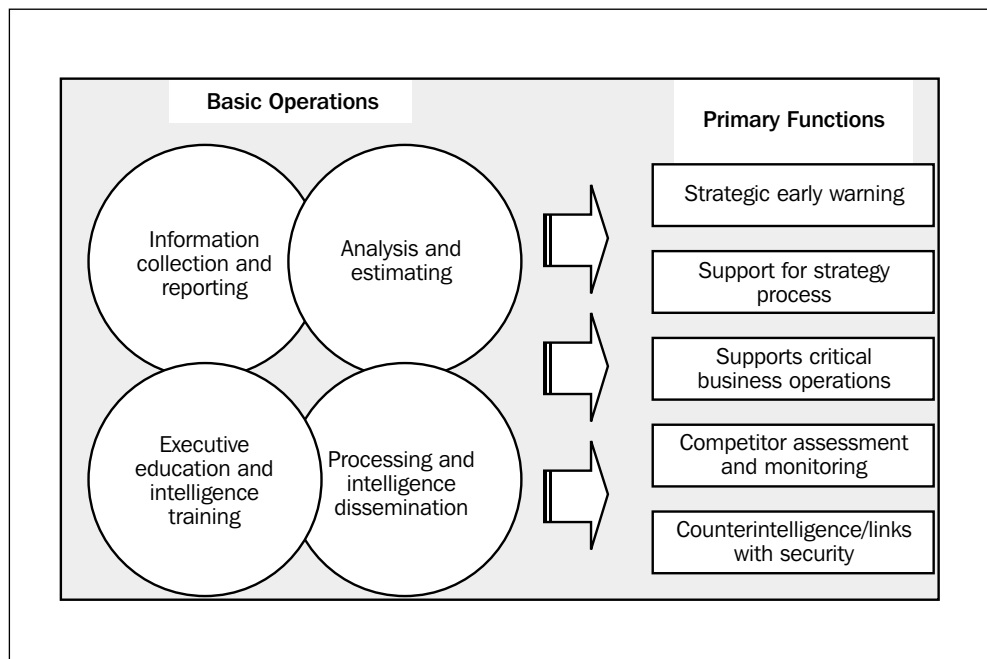 Basic Operations
Information
collection and
reporting
Analysis and
estimating
Executive
education and
intelligence
training
Processing and
intelligence
dissemination
Primary Functions
Strategic early warning
Support for strategy
process
Supports critical
business operations
Competitor assessment
and monitoring
Counterintelligence/links
with security